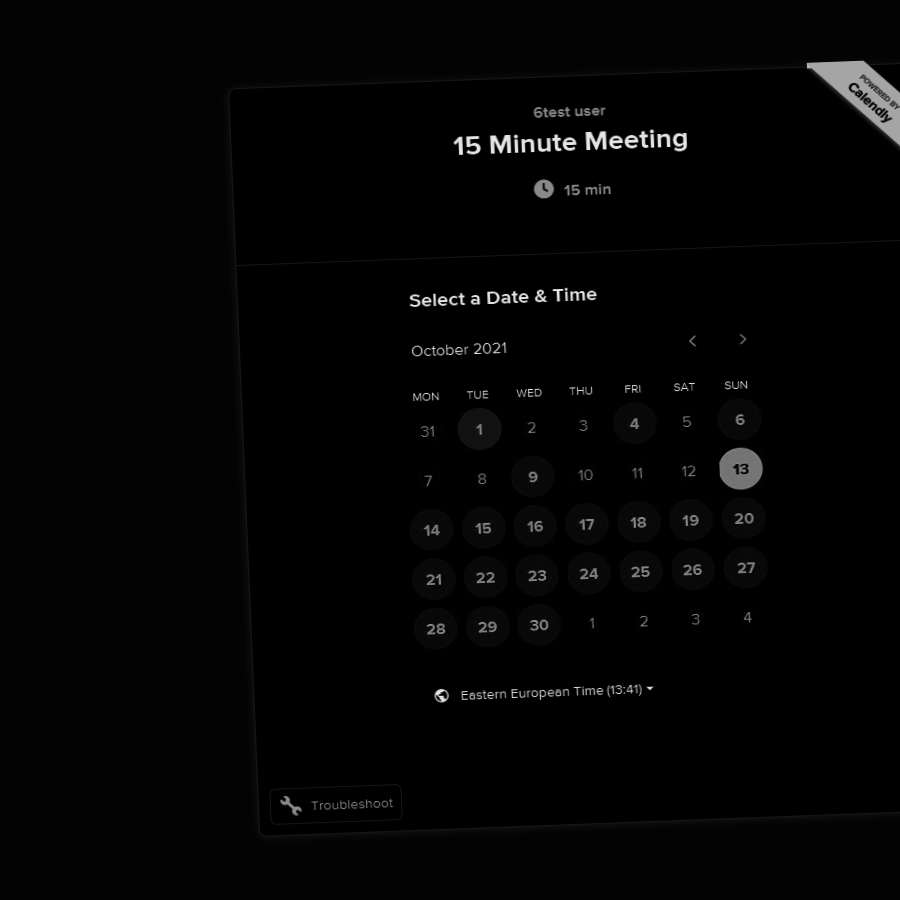 POWERED BY
Calendly
6test user
15 Minute Meeting
15 min
Select a Date & Time
October 2021
MON TUE WED THU FRI SAT SUN
31 1 2 3 4 5 6
7 8 9 10 11 12 13
14 15 16 17 18 19 20
21 22 23 24 25 26 27
28 29 30 1 2 3 4
Eastern European Time (13:41)
Troubleshoot